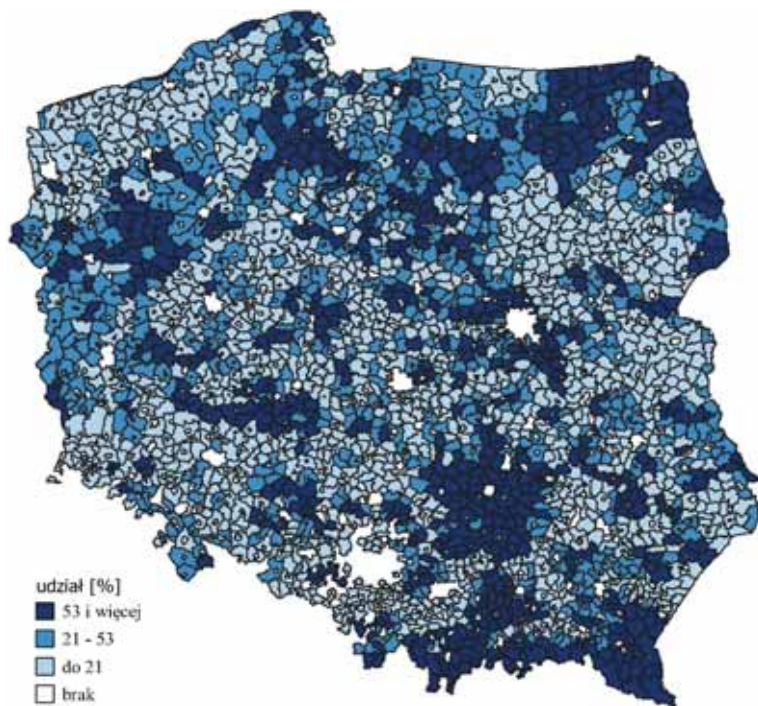 udział [%]
53 i więcej
21 - 53
do 21
brak